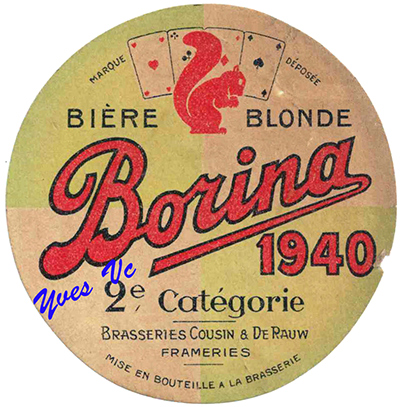 MARQUE DÉPOSÉE
BIÈRE BLONDE
Borina
1940
Yves Vc
2e Catégorie
BRASSERIES COUSIN & DE RAUW
FRAMERIES
MISE EN BOUTEILLE A LA BRASSERIE